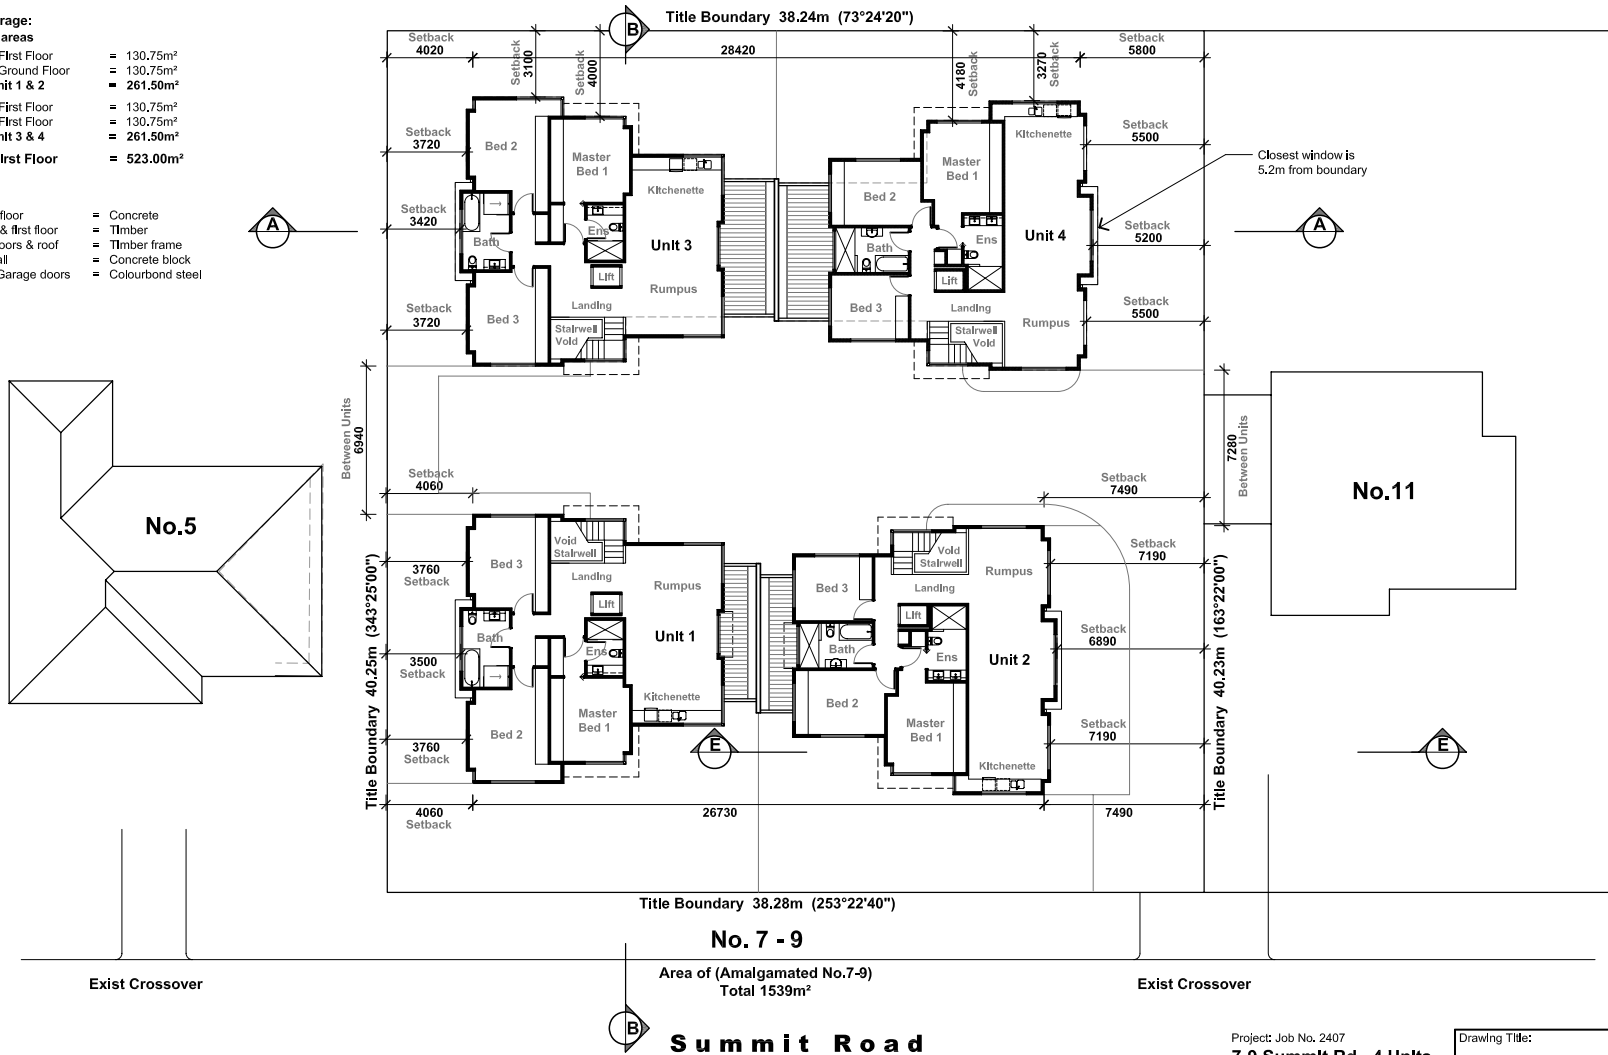 rage:
areas
First Floor = 130.75m²
Ground Floor = 130.75m²
nit 1 & 2 = 261.50m²
First Floor = 130.75m²
First Floor = 130.75m²
nit 3 & 4 = 261.50m²
irst Floor = 523.00m²
floor = Concrete
& first floor = Timber
oors & roof = Timber frame
all = Concrete block
Garage doors = Colourbond steel
Title Boundary 38.24m (73°24'20")
B
Setback
4020
28420
Setback
5800
Setback
3100
Setback
4000
4180
Setback
3270
Setback
Setback
3720
Setback
3420
Setback
3720
A
Bed 2
Master
Bed 1
Kitchenette
Bath
Ens
Unit 3
Lift
Rumpus
Landing
Bed 3
Stairwell
Void
Kitchenette
Master
Bed 1
Bed 2
Bath
Ens
Unit 4
Lift
Bed 3
Landing
Rumpus
Stairwell
Void
Setback
5500
Closest window is
5.2m from boundary
Setback
5200
A
Setback
5500
Between Units
6940
7280
Between Units
No.5
No.11
Setback
4060
Setback
7490
Bed 3
Void
Stairwell
Landing
Rumpus
Lift
Bath
Ens
Unit 1
Kitchenette
Master
Bed 1
Bed 2
Void
Stairwell
Rumpus
Bed 3
Landing
Lift
Bath
Ens
Unit 2
Bed 2
Master
Bed 1
Kitchenette
3760
Setback
3500
Setback
3760
Setback
Setback
7190
Setback
6890
Setback
7190
Title Boundary 40.25m (343°25'00")
Title Boundary 40.23m (163°22'00")
E
E
4060
Setback
26730
7490
Title Boundary 38.28m (253°22'40")
No. 7 - 9
Area of (Amalgamated No.7-9)
Total 1539m²
Exist Crossover
Exist Crossover
B
Summit Road
Project: Job No. 2407
7-9 Summit Rd - 4 Units
Drawing Title: